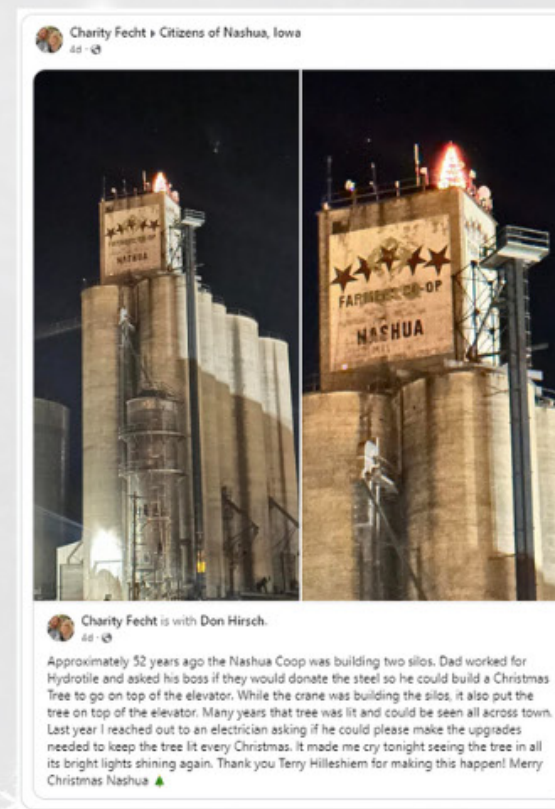 Charity Fecht ▸ Citizens of Nashua, Iowa
4d ·
FARMERS CO-OP
NASHUA
FARMERS CO-OP
NASHUA
Charity Fecht is with Don Hirsch.
4d ·
Approximately 52 years ago the Nashua Coop was building two silos. Dad worked for
Hydrotile and asked his boss if they would donate the steel so he could build a Christmas
Tree to go on top of the elevator. While the crane was building the silos, it also put the
tree on top of the elevator. Many years that tree was lit and could be seen all across town.
Last year I reached out to an electrician asking if he could please make the upgrades
needed to keep the tree lit every Christmas. It made me cry tonight seeing the tree in all
its bright lights shining again. Thank you Terry Hilleshiem for making this happen! Merry
Christmas Nashua 🌲